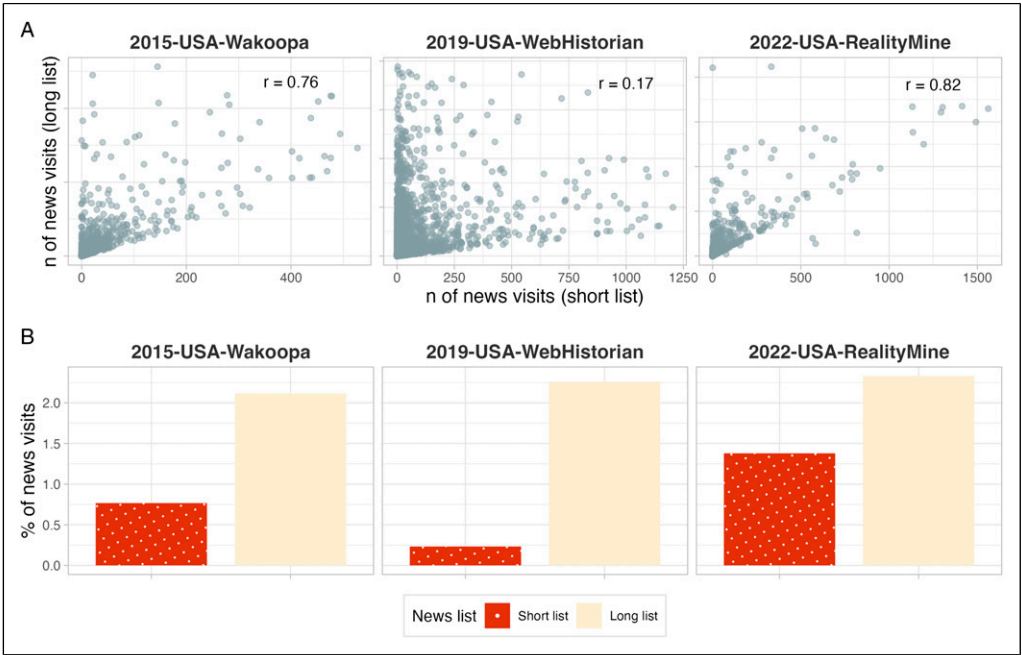 A
2015-USA-Wakoopa
2019-USA-WebHistorian
2022-USA-RealityMine
n of news visits (long list)
r = 0.76
r = 0.17
r = 0.82
0 200 400
0 250 500 750 1000 1250
0 500 1000 1500
n of news visits (short list)
B
2015-USA-Wakoopa
2019-USA-WebHistorian
2022-USA-RealityMine
% of news visits
2.0
1.5
1.0
0.5
0.0
News list Short list Long list